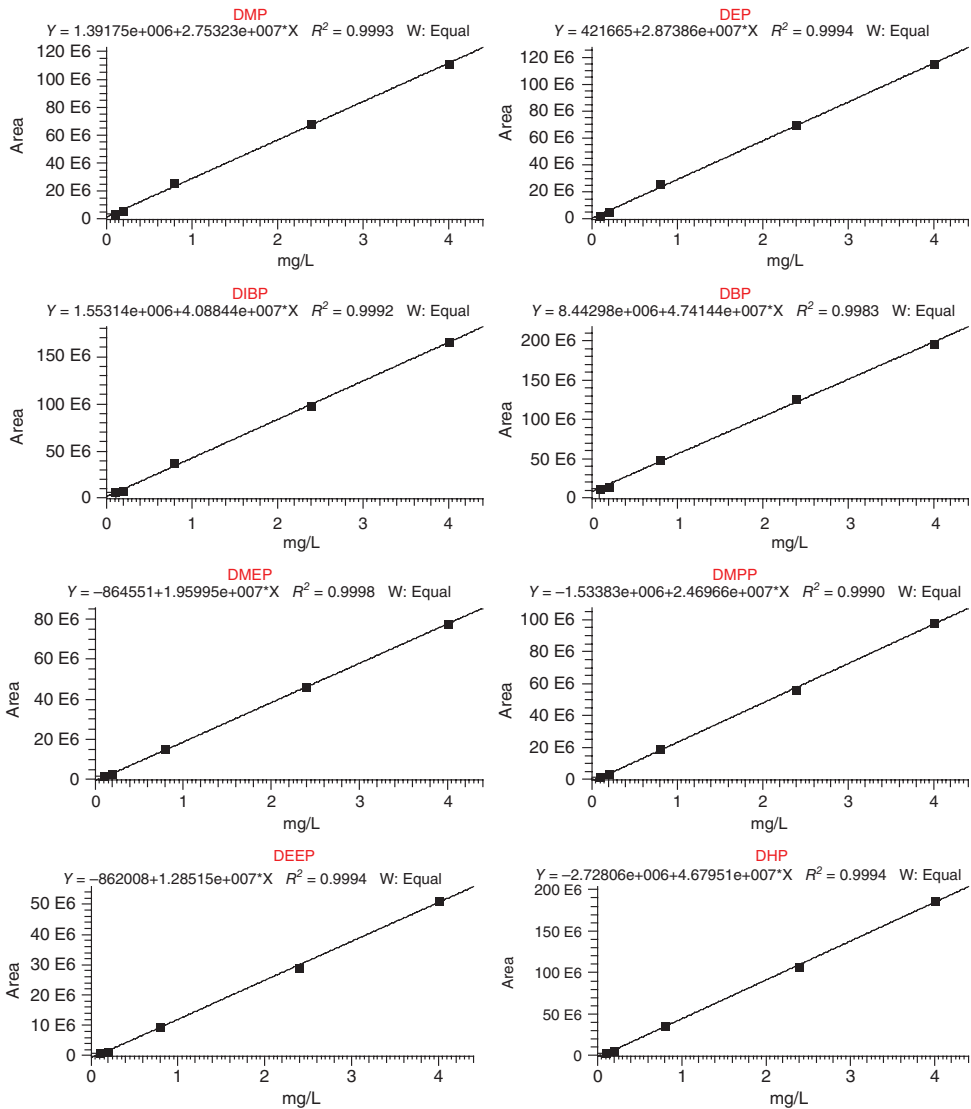 DMP
Y = 1.39175e+006+2.75323e+007*X R² = 0.9993 W: Equal
120 E6
100 E6
80 E6
60 E6
40 E6
20 E6
0
Area
0 1 2 3 4
mg/L
DEP
Y = 421665+2.87386e+007*X R² = 0.9994 W: Equal
120 E6
100 E6
80 E6
60 E6
40 E6
20 E6
0
Area
0 1 2 3 4
mg/L
DIBP
Y = 1.55314e+006+4.08844e+007*X R² = 0.9992 W: Equal
150 E6
100 E6
50 E6
0
Area
0 1 2 3 4
mg/L
DBP
Y = 8.44298e+006+4.74144e+007*X R² = 0.9983 W: Equal
200 E6
150 E6
100 E6
50 E6
0
Area
0 1 2 3 4
mg/L
DMEP
Y = −864551+1.95995e+007*X R² = 0.9998 W: Equal
80 E6
60 E6
40 E6
20 E6
0
Area
0 1 2 3 4
mg/L
DMPP
Y = −1.53383e+006+2.46966e+007*X R² = 0.9990 W: Equal
100 E6
80 E6
60 E6
40 E6
20 E6
0
Area
0 1 2 3 4
mg/L
DEEP
Y = −862008+1.28515e+007*X R² = 0.9994 W: Equal
50 E6
40 E6
30 E6
20 E6
10 E6
0
Area
0 1 2 3 4
mg/L
DHP
Y = −2.72806e+006+4.67951e+007*X R² = 0.9994 W: Equal
200 E6
150 E6
100 E6
50 E6
0
Area
0 1 2 3 4
mg/L